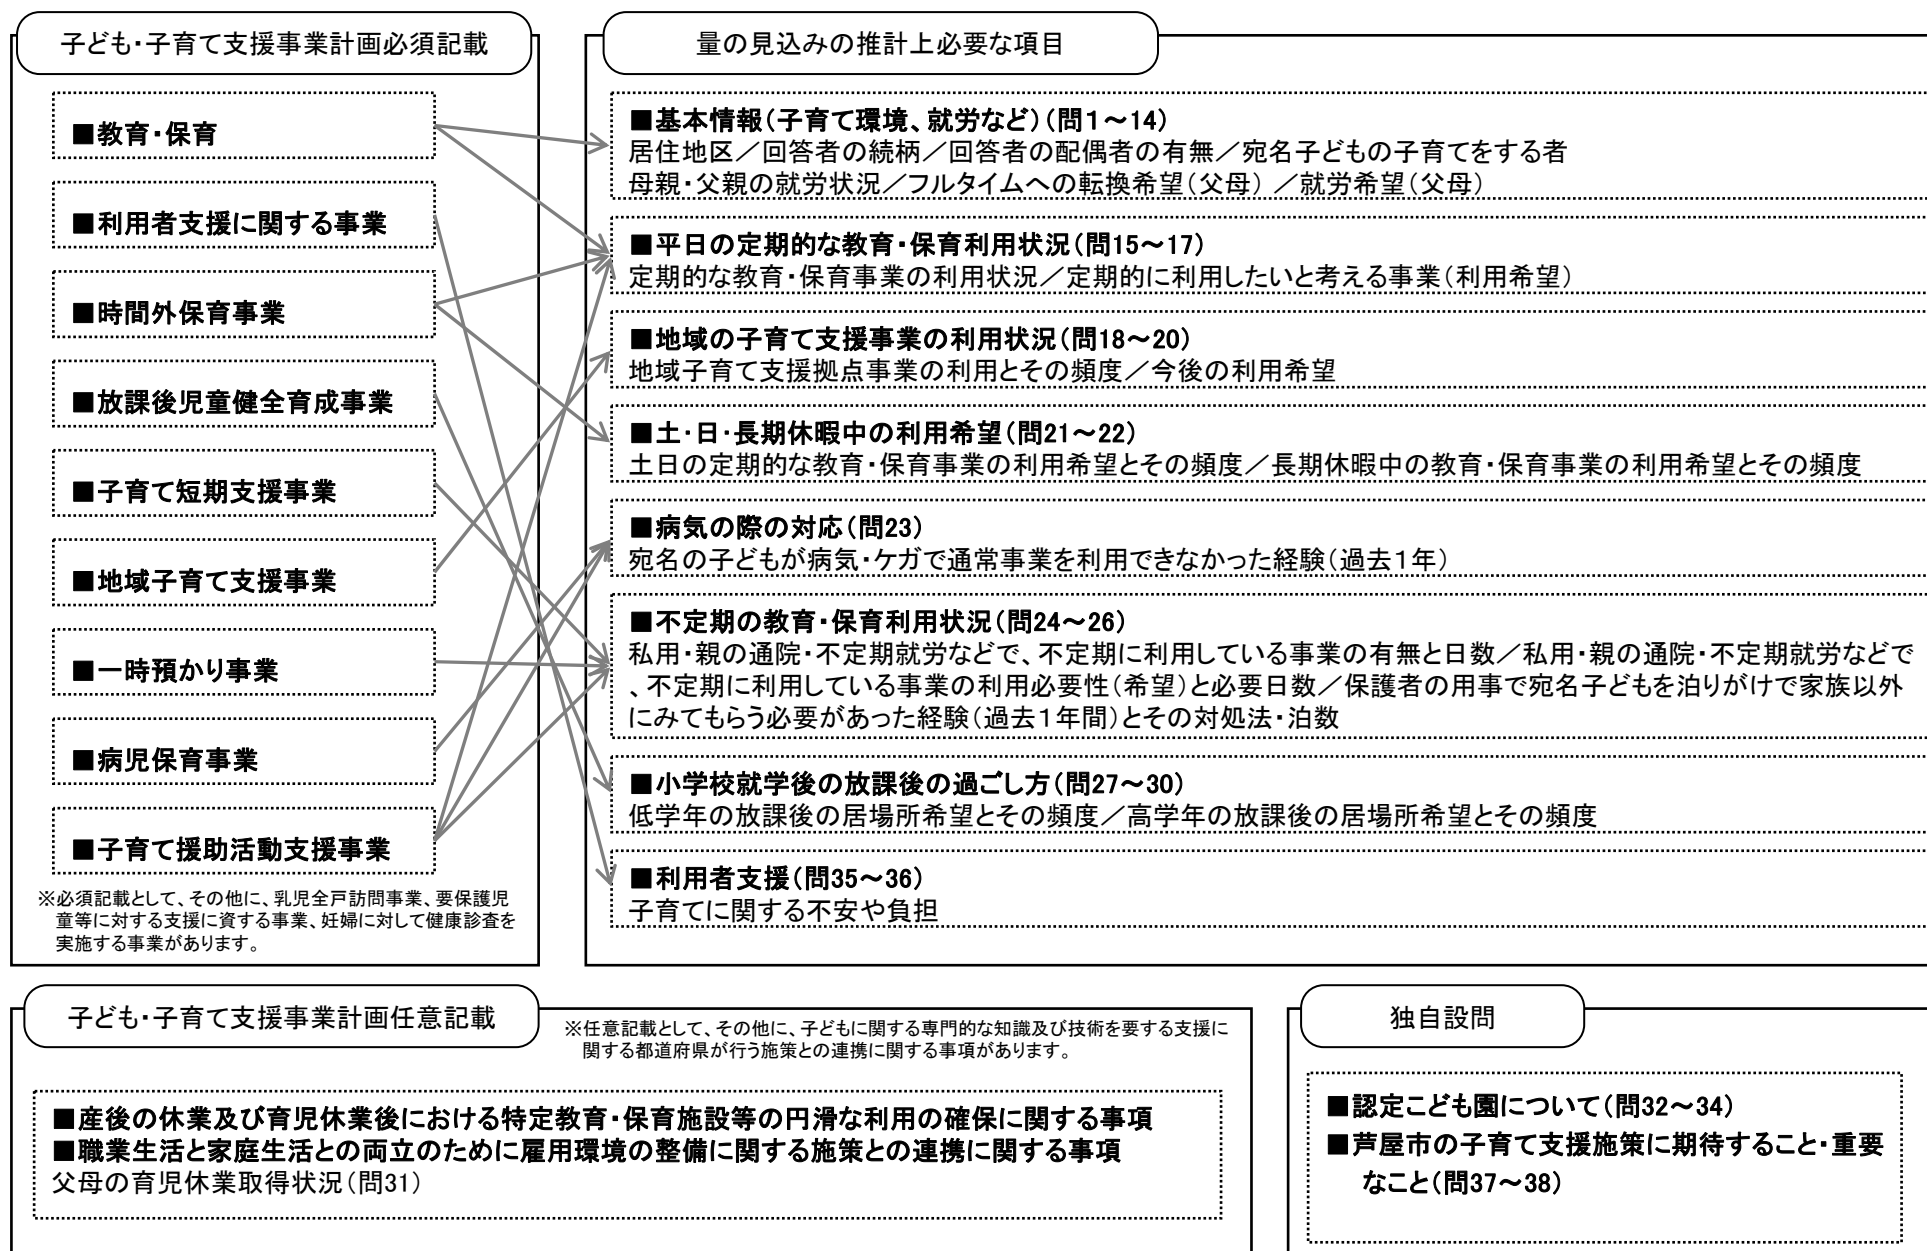 子ども・子育て支援事業計画必須記載
■教育・保育
■利用者支援に関する事業
■時間外保育事業
■放課後児童健全育成事業
■子育て短期支援事業
■地域子育て支援事業
■一時預かり事業
■病児保育事業
■子育て援助活動支援事業
※必須記載として、その他に、乳児全戸訪問事業、要保護児
童等に対する支援に資する事業、妊婦に対して健康診査を
実施する事業があります。
量の見込みの推計上必要な項目
■基本情報（子育て環境、就労など）（問１～14）
居住地区／回答者の続柄／回答者の配偶者の有無／宛名子どもの子育てをする者
母親・父親の就労状況／フルタイムへの転換希望（父母）／就労希望（父母）
■平日の定期的な教育・保育利用状況（問15～17）
定期的な教育・保育事業の利用状況／定期的に利用したいと考える事業（利用希望）
■地域の子育て支援事業の利用状況（問18～20）
地域子育て支援拠点事業の利用とその頻度／今後の利用希望
■土・日・長期休暇中の利用希望（問21～22）
土日の定期的な教育・保育事業の利用希望とその頻度／長期休暇中の教育・保育事業の利用希望とその頻度
■病気の際の対応（問23）
宛名の子どもが病気・ケガで通常事業を利用できなかった経験（過去１年）
■不定期の教育・保育利用状況（問24～26）
私用・親の通院・不定期就労などで、不定期に利用している事業の有無と日数／私用・親の通院・不定期就労などで
、不定期に利用している事業の利用必要性（希望）と必要日数／保護者の用事で宛名子どもを泊りがけで家族以外
にみてもらう必要があった経験（過去１年間）とその対処法・泊数
■小学校就学後の放課後の過ごし方（問27～30）
低学年の放課後の居場所希望とその頻度／高学年の放課後の居場所希望とその頻度
■利用者支援（問35～36）
子育てに関する不安や負担
子ども・子育て支援事業計画任意記載
※任意記載として、その他に、子どもに関する専門的な知識及び技術を要する支援に
関する都道府県が行う施策との連携に関する事項があります。
■産後の休業及び育児休業後における特定教育・保育施設等の円滑な利用の確保に関する事項
■職業生活と家庭生活との両立のために雇用環境の整備に関する施策との連携に関する事項
父母の育児休業取得状況（問31）
独自設問
■認定こども園について（問32～34）
■芦屋市の子育て支援施策に期待すること・重要
なこと（問37～38）